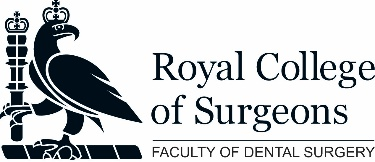 Royal College
of Surgeons
FACULTY OF DENTAL SURGERY